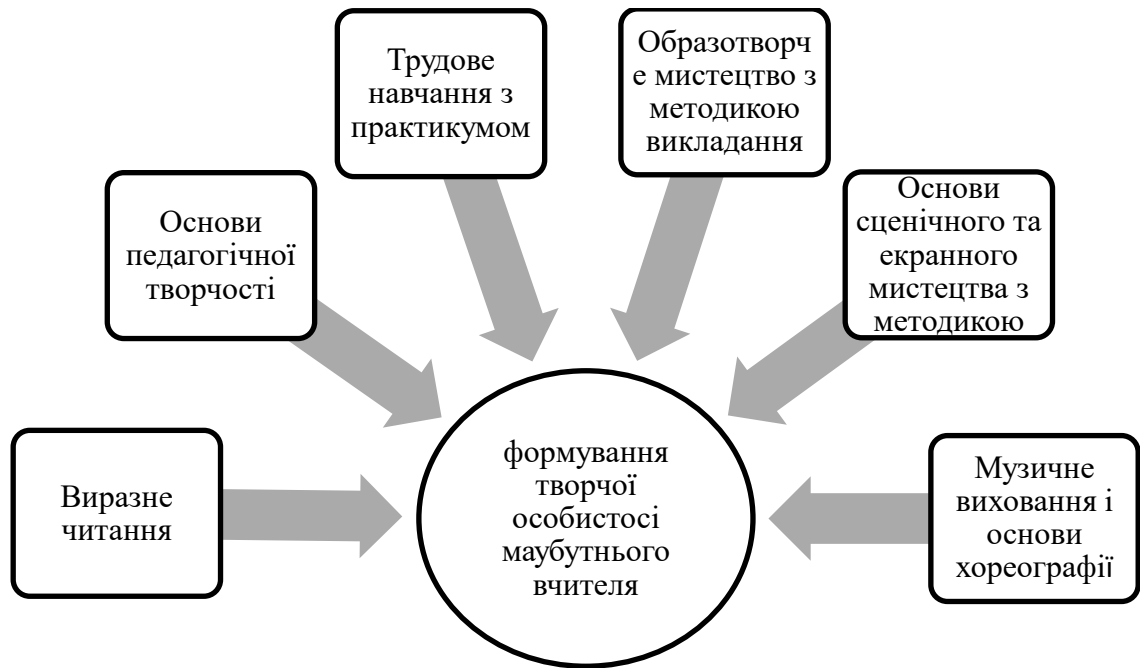 Виразне
читання
Основи
педагогічної
творчості
Трудове
навчання з
практикумом
Образотворч
е мистецтво з
методикою
викладання
Основи
сценічного та
екранного
мистецтва з
методикою
Музичне
виховання і
основи
хореографії
формування
творчої
особистосі
маубутнього
вчителя